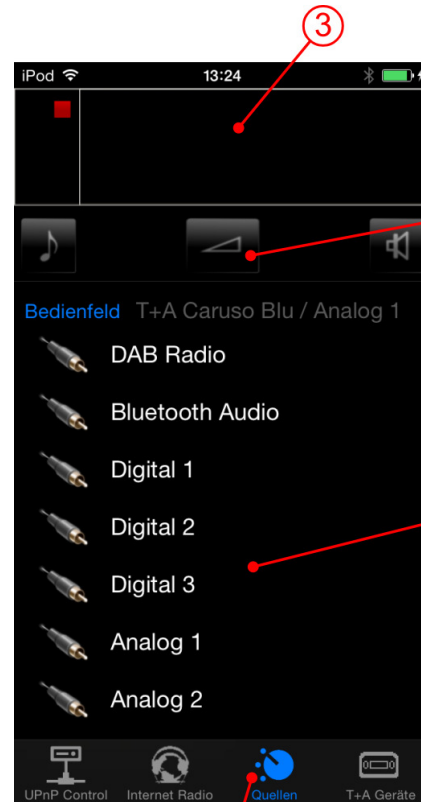 3
iPod 13:24
Bedienfeld T+A Caruso Blu / Analog 1
DAB Radio
Bluetooth Audio
Digital 1
Digital 2
Digital 3
Analog 1
Analog 2
UPnP Control Internet Radio Quellen T+A Geräte